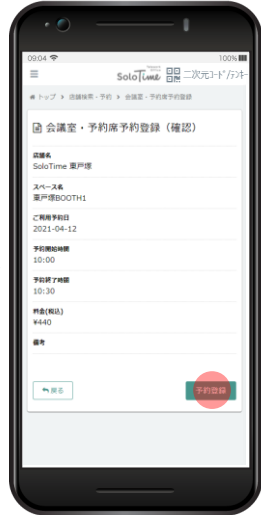 09:04 100%
SoloTime 二次元ｺｰﾄﾞ/ﾃﾝｷｰ
トップ > 店舗検索・予約 > 会議室・予約席予約登録
会議室・予約席予約登録（確認）
店舗名
SoloTime 東戸塚
スペース名
東戸塚BOOTH1
ご利用予約日
2021-04-12
予約開始時間
10:00
予約終了時間
10:30
料金(税込)
¥440
備考
戻る 予約登録